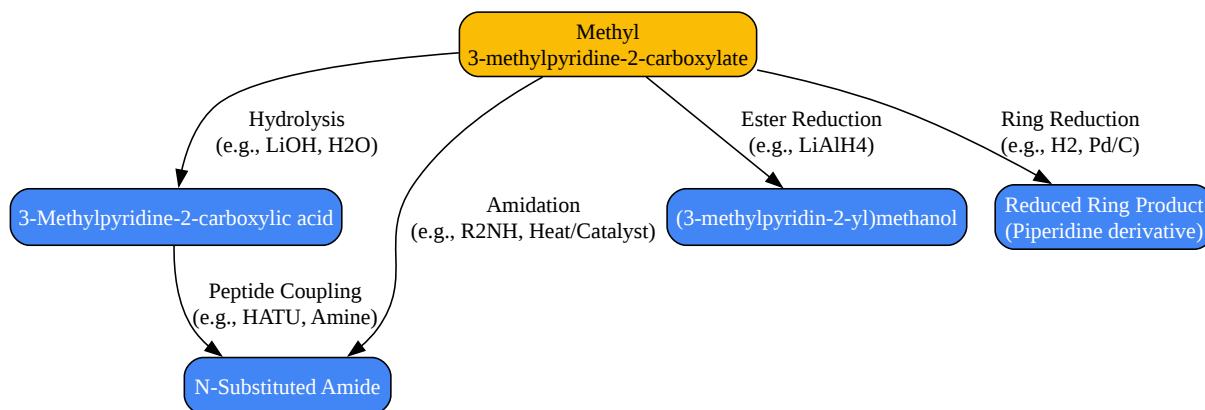 Methyl
3-methylpyridine-2-carboxylate
Hydrolysis
(e.g., LiOH, H2O)
Ester Reduction
(e.g., LiAlH4)
Ring Reduction
(e.g., H2, Pd/C)
3-Methylpyridine-2-carboxylic acid
Amidation
(e.g., R2NH, Heat/Catalyst)
(3-methylpyridin-2-yl)methanol
Reduced Ring Product
(Piperidine derivative)
Peptide Coupling
(e.g., HATU, Amine)
N-Substituted Amide